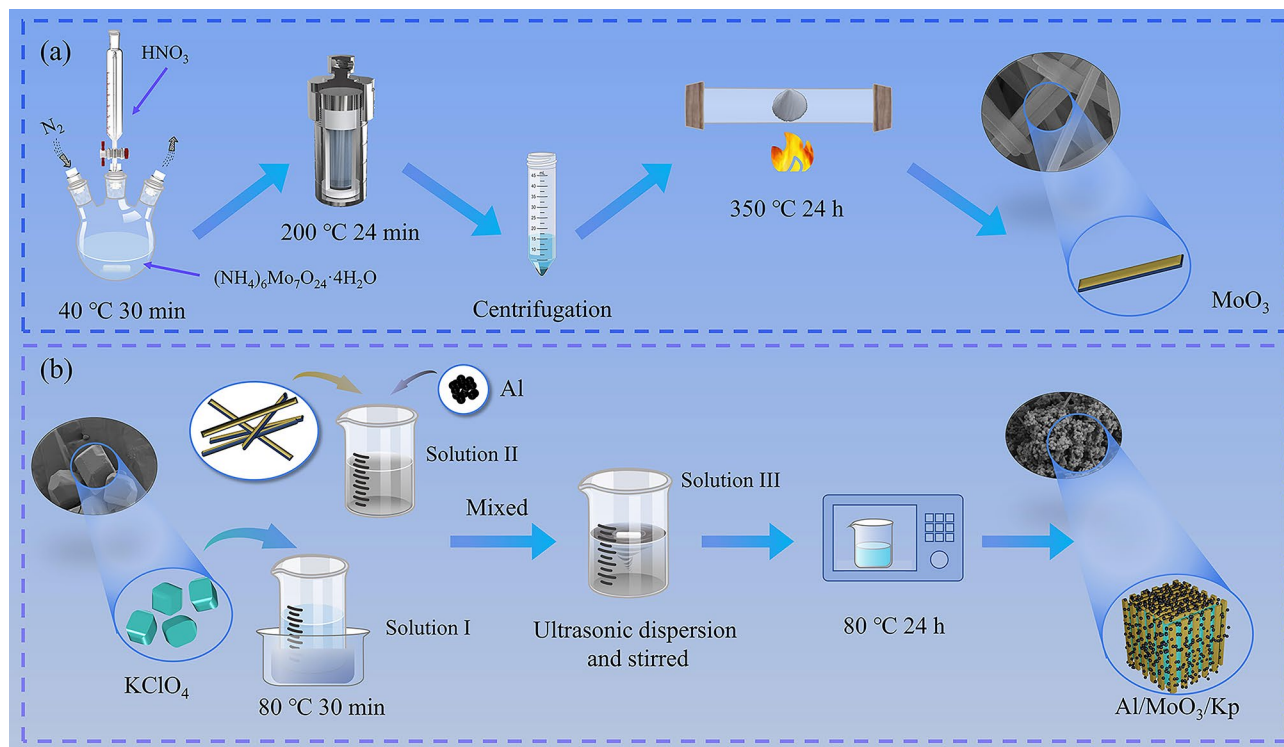 (a)
HNO₃
N₂
(NH₄)₆Mo₇O₂₄·4H₂O
40 ℃ 30 min
200 ℃ 24 min
Centrifugation
350 ℃ 24 h
MoO₃
(b)
Al
Solution II
KClO₄
Solution I
80 ℃ 30 min
Mixed
Solution III
Ultrasonic dispersion
and stirred
80 ℃ 24 h
Al/MoO₃/Kp